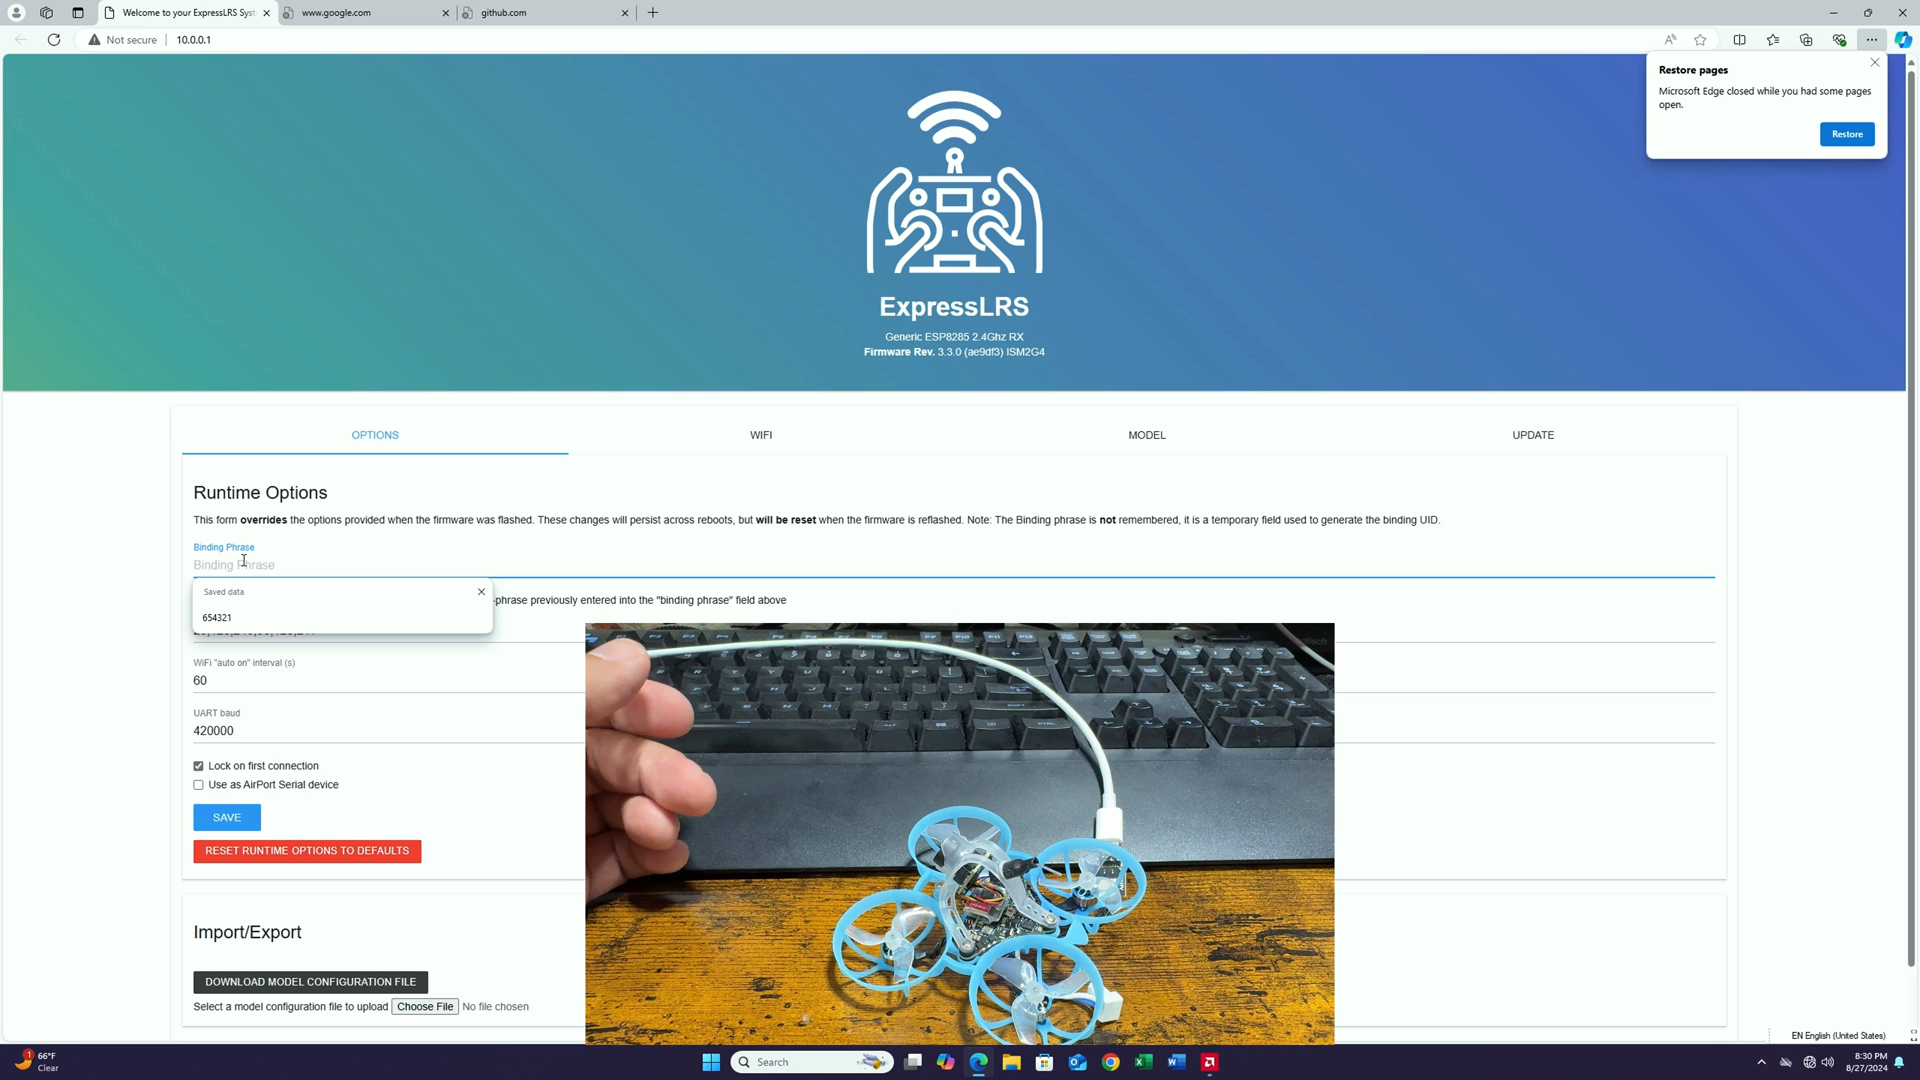 Welcome to your ExpressLRS Syst
www.google.com
github.com
Not secure
10.0.0.1
Restore pages
Microsoft Edge closed while you had some pages
open.
Restore
ExpressLRS
Generic ESP8285 2.4Ghz RX
Firmware Rev. 3.3.0 (ae9df3) ISM2G4
OPTIONS
WIFI
MODEL
UPDATE
Runtime Options
This form overrides the options provided when the firmware was flashed. These changes will persist across reboots, but will be reset when the firmware is reflashed. Note: The Binding phrase is not remembered, it is a temporary field used to generate the binding UID.
Binding Phrase
Binding Phrase
Saved data
-phrase previously entered into the "binding phrase" field above
654321
WiFi "auto on" interval (s)
60
UART baud
420000
Lock on first connection
Use as AirPort Serial device
SAVE
RESET RUNTIME OPTIONS TO DEFAULTS
Import/Export
DOWNLOAD MODEL CONFIGURATION FILE
Select a model configuration file to upload Choose File No file chosen
EN English (United States)
1
66°F
Clear
Search
8:30 PM
8/27/2024